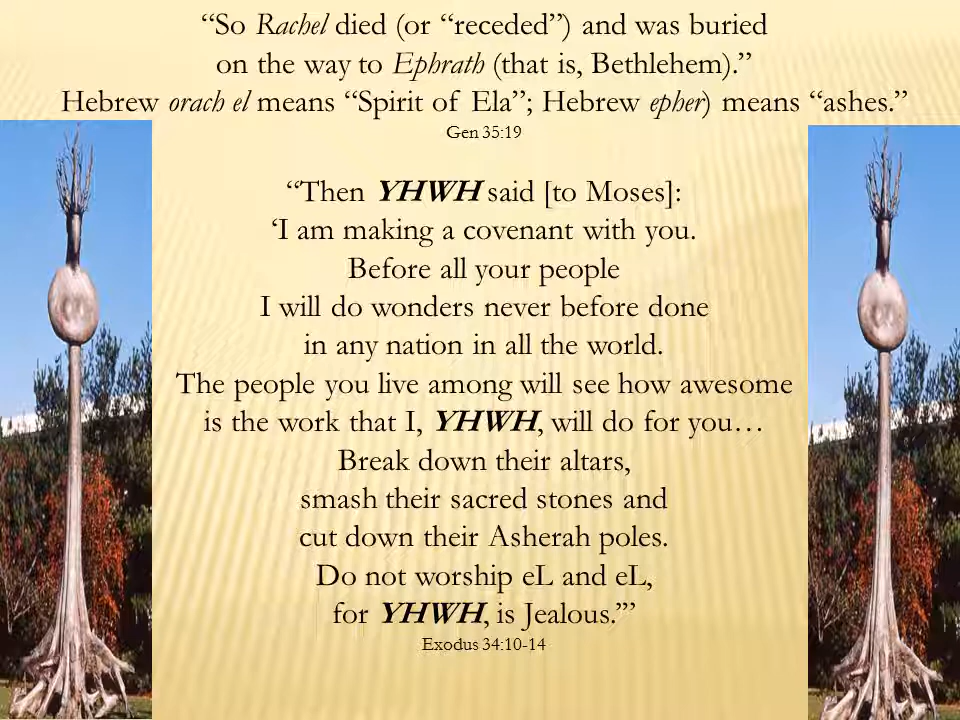 “So Rachel died (or “receded”) and was buried
on the way to Ephrath (that is, Bethlehem).”
Hebrew orach el means “Spirit of Ela”; Hebrew epher) means “ashes.”
Gen 35:19
“Then YHWH said [to Moses]:
‘I am making a covenant with you.
Before all your people
I will do wonders never before done
in any nation in all the world.
The people you live among will see how awesome
is the work that I, YHWH, will do for you…
Break down their altars,
smash their sacred stones and
cut down their Asherah poles.
Do not worship eL and eL,
for YHWH, is Jealous.’”
Exodus 34:10-14